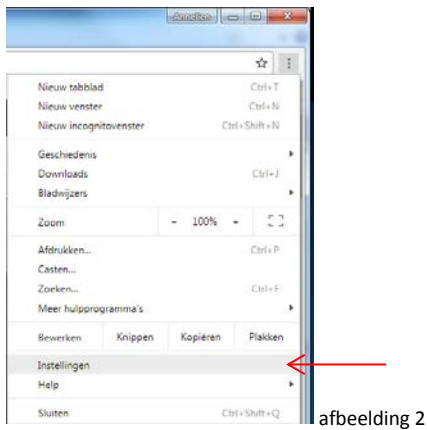 Annelien
Nieuw tabblad Ctrl+T
Nieuw venster Ctrl+N
Nieuw incognitovenster Ctrl+Shift+N
Geschiedenis
Downloads Ctrl+J
Bladwijzers
Zoom - 100% +
Afdrukken... Ctrl+P
Casten...
Zoeken... Ctrl+F
Meer hulpprogramma's
Bewerken Knippen Kopiëren Plakken
Instellingen
Help
Sluiten Ctrl+Shift+Q
afbeelding 2